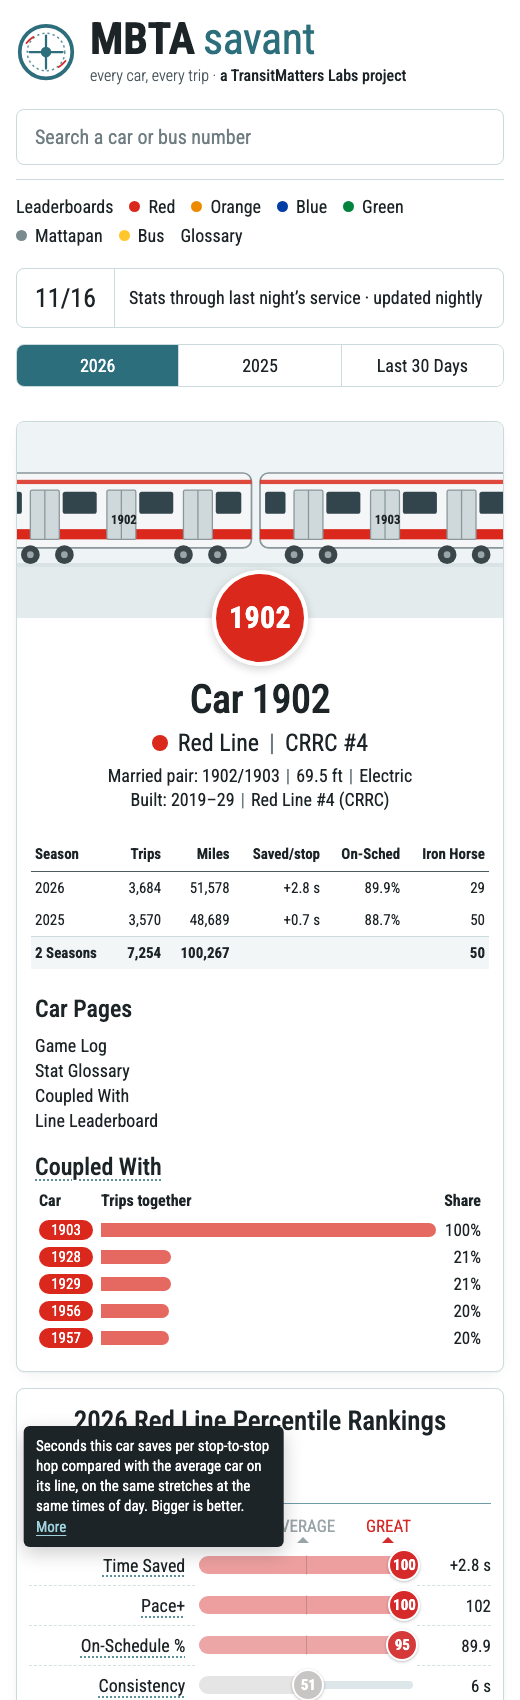 MBTA savant
every car, every trip · a TransitMatters Labs project
Search a car or bus number
Leaderboards Red Orange Blue Green
Mattapan Bus Glossary
11/16 Stats through last night's service · updated nightly
2026 2025 Last 30 Days
1902 1903
1902
Car 1902
Red Line | CRRC #4
Married pair: 1902/1903 | 69.5 ft | Electric
Built: 2019–29 | Red Line #4 (CRRC)
Season Trips Miles Saved/stop On-Sched Iron Horse
2026 3,684 51,578 +2.8 s 89.9% 29
2025 3,570 48,689 +0.7 s 88.7% 50
2 Seasons 7,254 100,267 50
Car Pages
Game Log
Stat Glossary
Coupled With
Line Leaderboard
Coupled With
Car Trips together Share
1903 100%
1928 21%
1929 21%
1956 20%
1957 20%
2026 Red Line Percentile Rankings
Seconds this car saves per stop-to-stop
hop compared with the average car on
its line, on the same stretches at the
same times of day. Bigger is better.
More
VERAGE GREAT
Time Saved 100 +2.8 s
Pace+ 100 102
On-Schedule % 95 89.9
Consistency 51 6 s